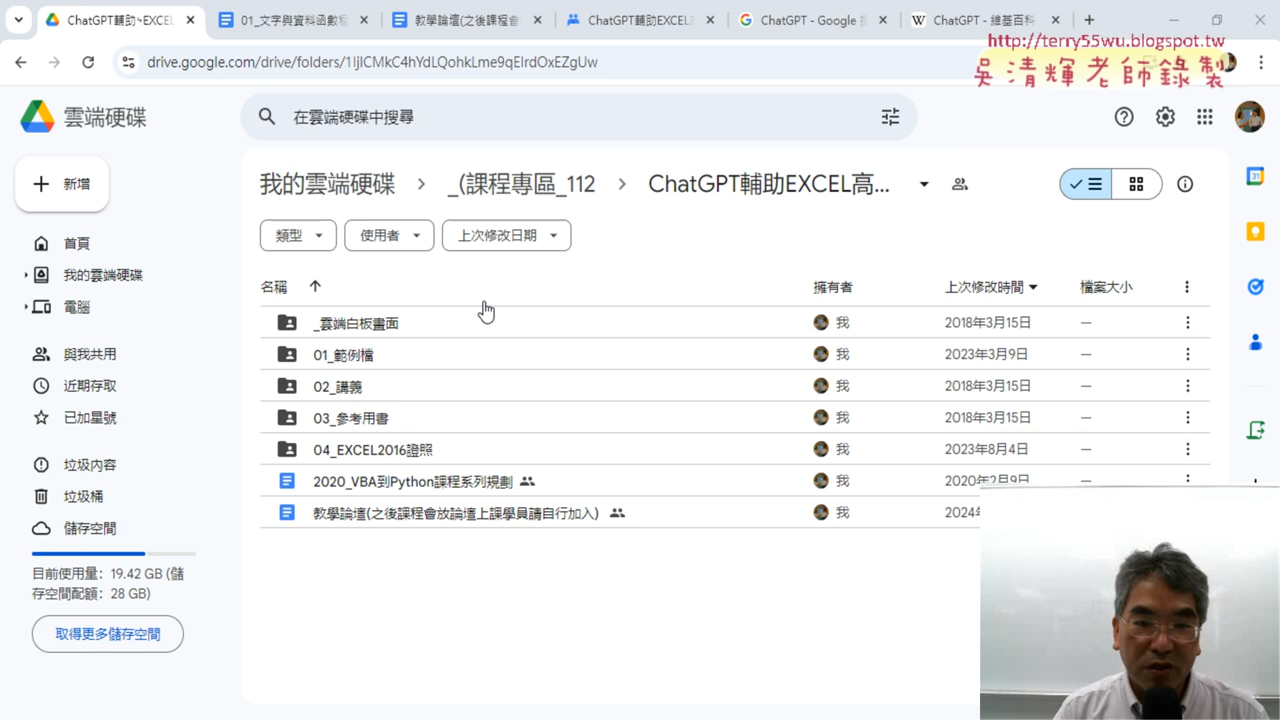 ChatGPT輔助~EXCEL
01_文字與資料函數程
教學論壇(之後課程會
ChatGPT輔助EXCEL
ChatGPT - Google
ChatGPT - 維基百科
http://terry55wu.blogspot.tw
吳清輝老師錄製
drive.google.com/drive/folders/1IjICMkC4hYdLQohkLme9qEIrdOxEZgUw
雲端硬碟
在雲端硬碟中搜尋
新增
我的雲端硬碟 › _(課程專區_112 › ChatGPT輔助EXCEL高...
類型
使用者
上次修改日期
首頁
我的雲端硬碟
電腦
與我共用
近期存取
已加星號
垃圾內容
垃圾桶
儲存空間
目前使用量：19.42 GB (儲
存空間配額：28 GB)
取得更多儲存空間
名稱 擁有者 上次修改時間 檔案大小
_雲端白板畫面 我 2018年3月15日 —
01_範例檔 我 2023年3月9日 —
02_講義 我 2018年3月15日 —
03_參考用書 我 2018年3月15日 —
04_EXCEL2016證照 我 2023年8月4日 —
2020_VBA到Python課程系列規劃 我 2020年2月9日
教學論壇(之後課程會放論壇上課學員請自行加入) 我 2024年
31